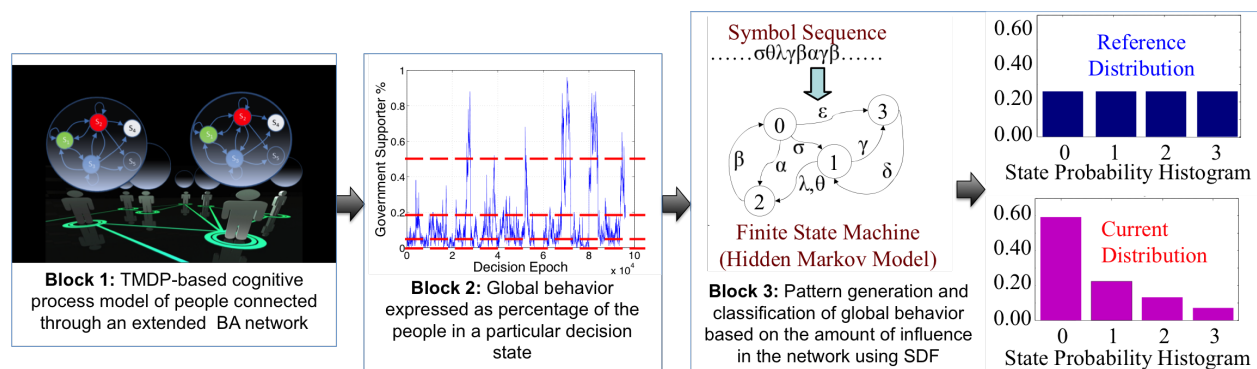 S1
S2
S4
S3
S5
S1
S2
S4
S3
S5
Block 1: TMDP-based cognitive
process model of people connected
through an extended BA network
Government Supporter %
1
0.8
0.6
0.4
0.2
0
0 2 4 6 8 10
Decision Epoch
x 10⁴
Block 2: Global behavior
expressed as percentage of the
people in a particular decision
state
Symbol Sequence
......σθλγβαγβ......
0
ε
3
σ
β
α
1
γ
λ,θ
δ
2
Finite State Machine
(Hidden Markov Model)
Block 3: Pattern generation and
classification of global behavior
based on the amount of influence
in the network using SDF
0.60
0.40
0.20
0.00
Reference
Distribution
0 1 2 3
State Probability Histogram
0.60
0.40
0.20
0.00
Current
Distribution
0 1 2 3
State Probability Histogram